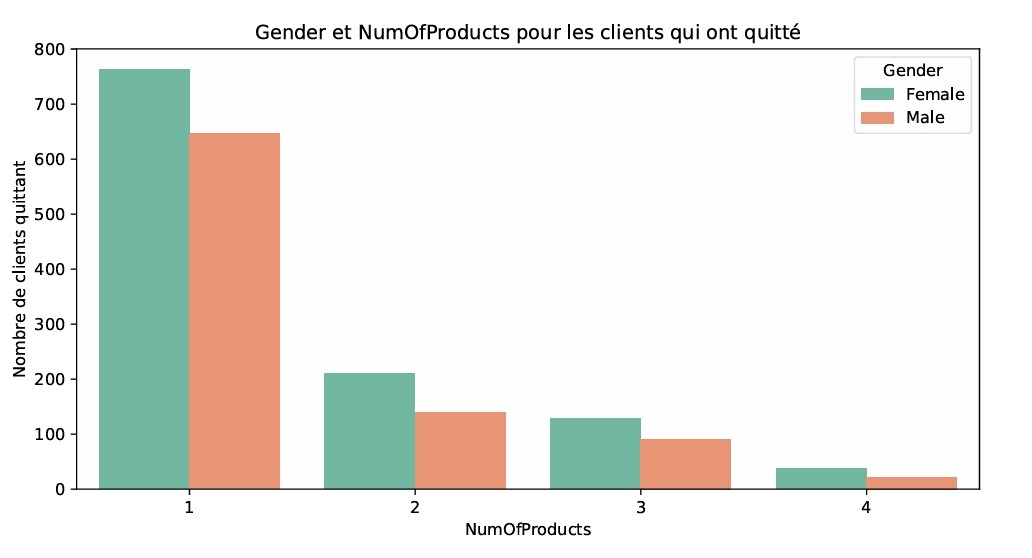 Gender et NumOfProducts pour les clients qui ont quitté
800
700
600
500
400
300
200
100
0
Nombre de clients quittant
Gender
Female
Male
1 2 3 4
NumOfProducts